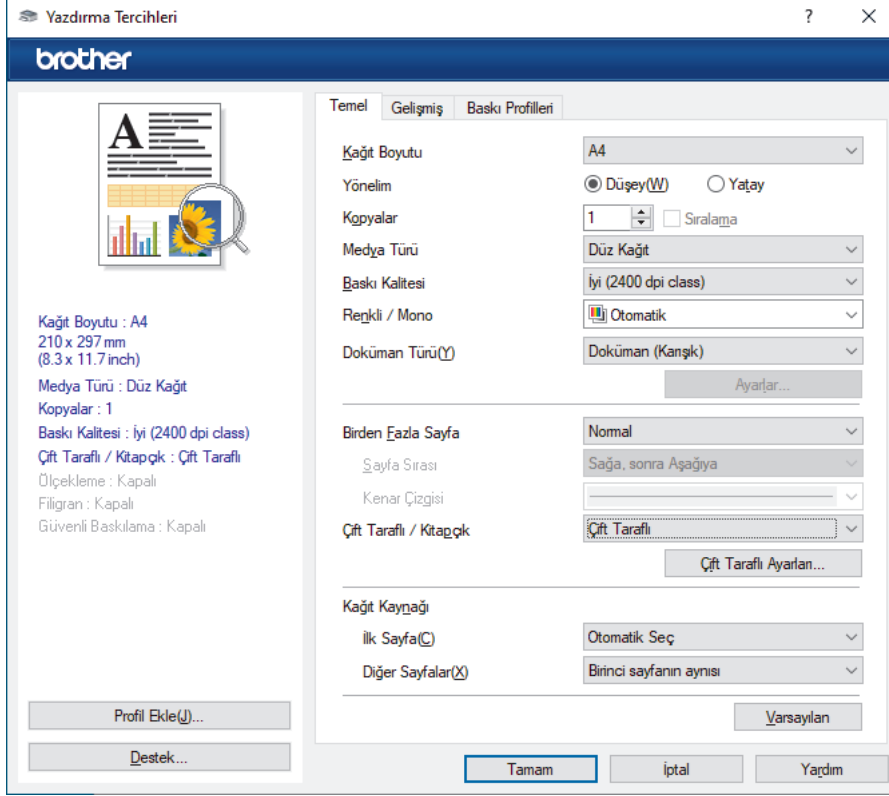 Yazdırma Tercihleri
brother
A
Kağıt Boyutu : A4
210 x 297 mm
(8.3 x 11.7 inch)
Medya Türü : Düz Kağıt
Kopyalar : 1
Baskı Kalitesi : İyi (2400 dpi class)
Çift Taraflı / Kitapçık : Çift Taraflı
Ölçekleme : Kapalı
Filigran : Kapalı
Güvenli Baskılama : Kapalı
Profil Ekle(J)...
Destek...
Temel Gelişmiş Baskı Profilleri
Kağıt Boyutu A4
Yönelim Düşey(W) Yatay
Kopyalar 1 Sıralama
Medya Türü Düz Kağıt
Baskı Kalitesi İyi (2400 dpi class)
Renkli / Mono Otomatik
Doküman Türü(Y) Doküman (Karışık)
Ayarlar...
Birden Fazla Sayfa Normal
Sayfa Sırası Sağa, sonra Aşağıya
Kenar Çizgisi
Çift Taraflı / Kitapçık Çift Taraflı
Çift Taraflı Ayarları...
Kağıt Kaynağı
İlk Sayfa(C) Otomatik Seç
Diğer Sayfalar(X) Birinci sayfanın aynısı
Varsayılan
Tamam İptal Yardım